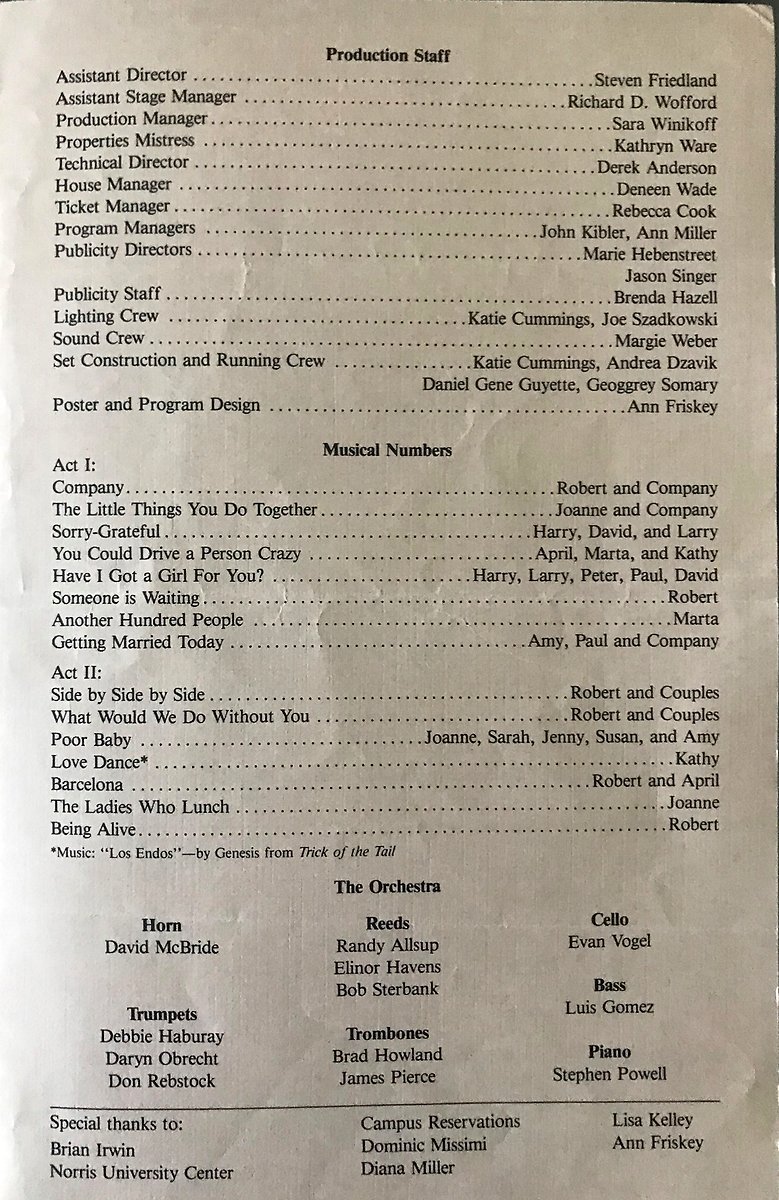 Production Staff
Assistant Director ........ Steven Friedland
Assistant Stage Manager ........ Richard D. Wofford
Production Manager ........ Sara Winikoff
Properties Mistress ........ Kathryn Ware
Technical Director ........ Derek Anderson
House Manager ........ Deneen Wade
Ticket Manager ........ Rebecca Cook
Program Managers ........ John Kibler, Ann Miller
Publicity Directors ........ Marie Hebenstreet
Jason Singer
Publicity Staff ........ Brenda Hazell
Lighting Crew ........ Katie Cummings, Joe Szadkowski
Sound Crew ........ Margie Weber
Set Construction and Running Crew ........ Katie Cummings, Andrea Dzavik
Daniel Gene Guyette, Geoggrey Somary
Poster and Program Design ........ Ann Friskey
Musical Numbers
Act I:
Company ........ Robert and Company
The Little Things You Do Together ........ Joanne and Company
Sorry-Grateful ........ Harry, David, and Larry
You Could Drive a Person Crazy ........ April, Marta, and Kathy
Have I Got a Girl For You? ........ Harry, Larry, Peter, Paul, David
Someone is Waiting ........ Robert
Another Hundred People ........ Marta
Getting Married Today ........ Amy, Paul and Company
Act II:
Side by Side by Side ........ Robert and Couples
What Would We Do Without You ........ Robert and Couples
Poor Baby ........ Joanne, Sarah, Jenny, Susan, and Amy
Love Dance* ........ Kathy
Barcelona ........ Robert and April
The Ladies Who Lunch ........ Joanne
Being Alive ........ Robert
*Music: “Los Endos”—by Genesis from Trick of the Tail
The Orchestra
Horn
David McBride
Trumpets
Debbie Haburay
Daryn Obrecht
Don Rebstock
Reeds
Randy Allsup
Elinor Havens
Bob Sterbank
Trombones
Brad Howland
James Pierce
Cello
Evan Vogel
Bass
Luis Gomez
Piano
Stephen Powell
Special thanks to:
Brian Irwin
Norris University Center
Campus Reservations
Dominic Missimi
Diana Miller
Lisa Kelley
Ann Friskey